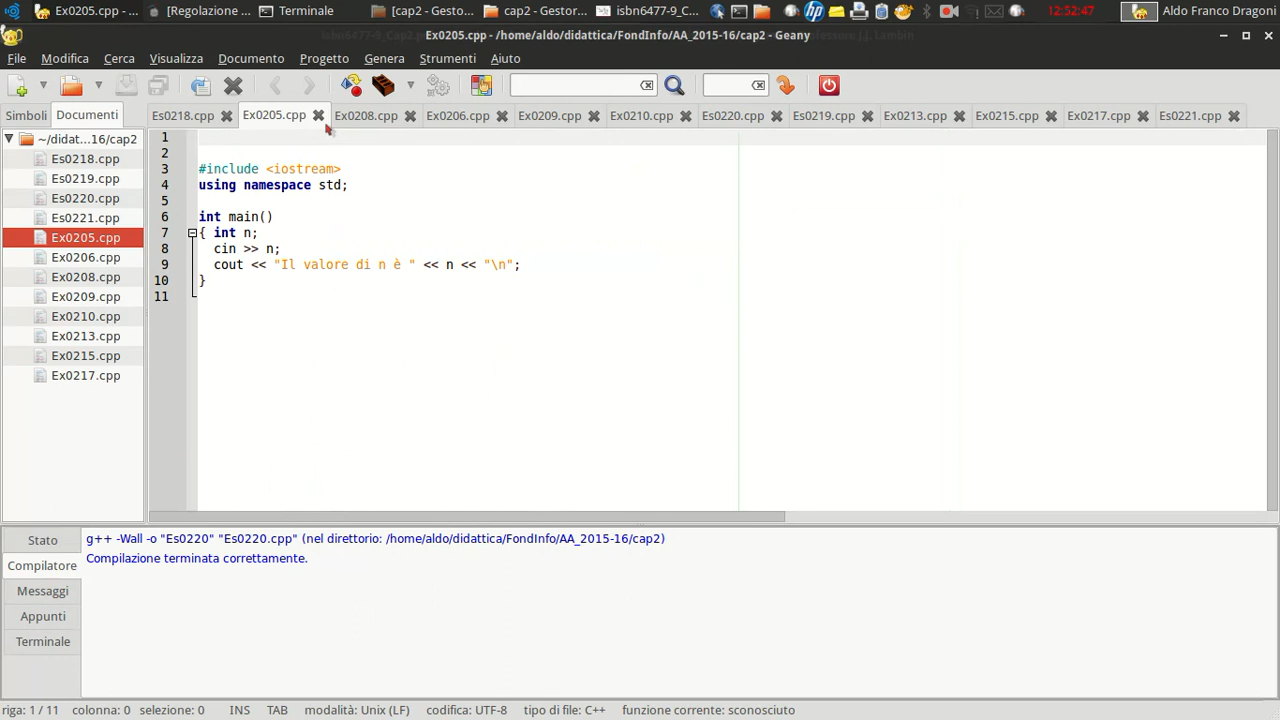 Ex0205.cpp - ...
[Regolazione ...
Terminale
[cap2 - Gestor...
cap2 - Gestor...
isbn6477-9_C...
12:52:47
Aldo Franco Dragoni
Ex0205.cpp - /home/aldo/didattica/FondInfo/AA_2015-16/cap2 - Geany
File Modifica Cerca Visualizza Documento Progetto Genera Strumenti Aiuto
Simboli Documenti
Es0218.cpp Ex0205.cpp Ex0208.cpp Ex0206.cpp Ex0209.cpp Ex0210.cpp Es0220.cpp Es0219.cpp Ex0213.cpp Ex0215.cpp Ex0217.cpp Es0221.cpp
~/didat...16/cap2
Es0218.cpp
Es0219.cpp
Es0220.cpp
Es0221.cpp
Ex0205.cpp
Ex0206.cpp
Ex0208.cpp
Ex0209.cpp
Ex0210.cpp
Ex0213.cpp
Ex0215.cpp
Ex0217.cpp
1
2
3 #include <iostream>
4 using namespace std;
5
6 int main()
7 { int n;
8 cin >> n;
9 cout << "Il valore di n è " << n << "\n";
10 }
11
Stato
Compilatore
Messaggi
Appunti
Terminale
g++ -Wall -o "Es0220" "Es0220.cpp" (nel direttorio: /home/aldo/didattica/FondInfo/AA_2015-16/cap2)
Compilazione terminata correttamente.
riga: 1 / 11 colonna: 0 selezione: 0 INS TAB modalità: Unix (LF) codifica: UTF-8 tipo di file: C++ funzione corrente: sconosciuto